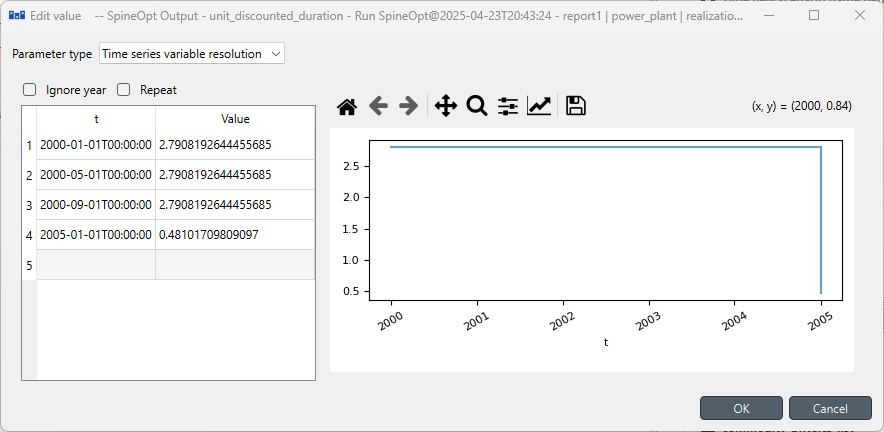 Edit value -- SpineOpt Output - unit_discounted_duration - Run SpineOpt@2025-04-23T20:43:24 - report1 | power_plant | realizatio...
Parameter type Time series variable resolution
Ignore year Repeat
(x, y) = (2000, 0.84)
t Value
1 2000-01-01T00:00:00 2.7908192644455685
2 2000-05-01T00:00:00 2.7908192644455685
3 2000-09-01T00:00:00 2.7908192644455685
4 2005-01-01T00:00:00 0.48101709809097
5
2.5
2.0
1.5
1.0
0.5
2000 2001 2002 2003 2004 2005
t
OK Cancel